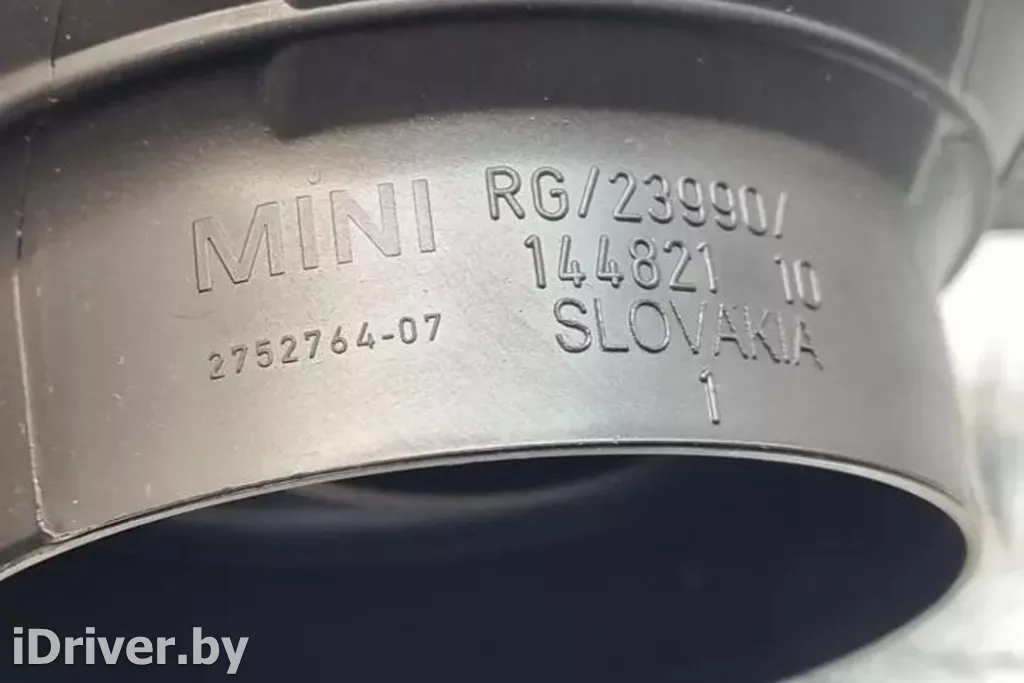 MINI
2752764-07
RG/23990/
144821 10
SLOVAKIA
1
iDriver.by